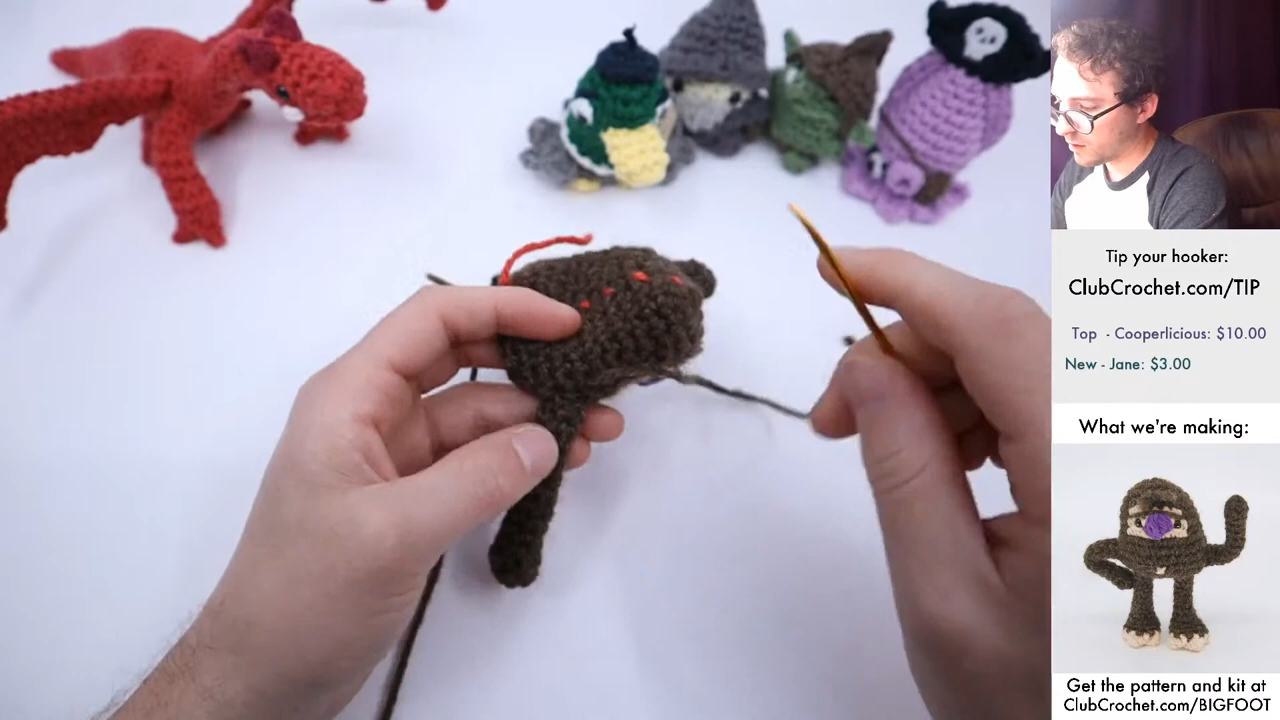 Tip your hooker:
ClubCrochet.com/TIP
Top - Cooperlicious: $10.00
New - Jane: $3.00
What we're making:
Get the pattern and kit at
ClubCrochet.com/BIGFOOT